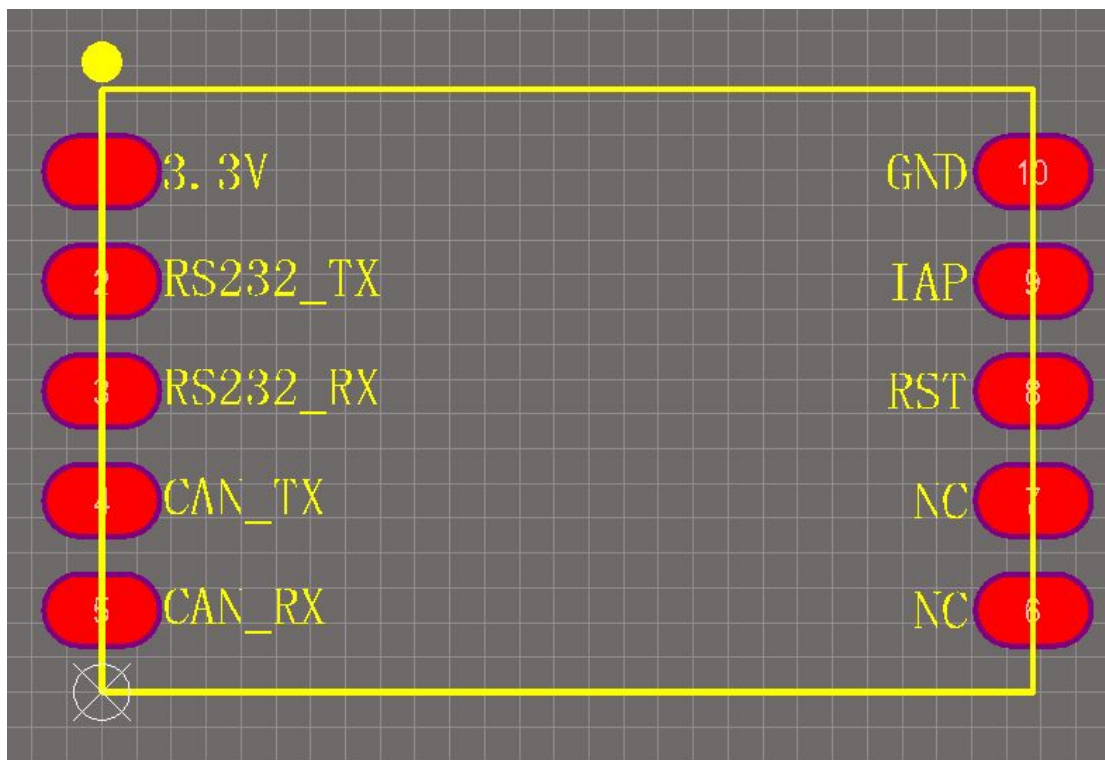 3.3V GND 10
2 RS232_TX IAP 9
3 RS232_RX RST 8
4 CAN_TX NC 7
5 CAN_RX NC 6